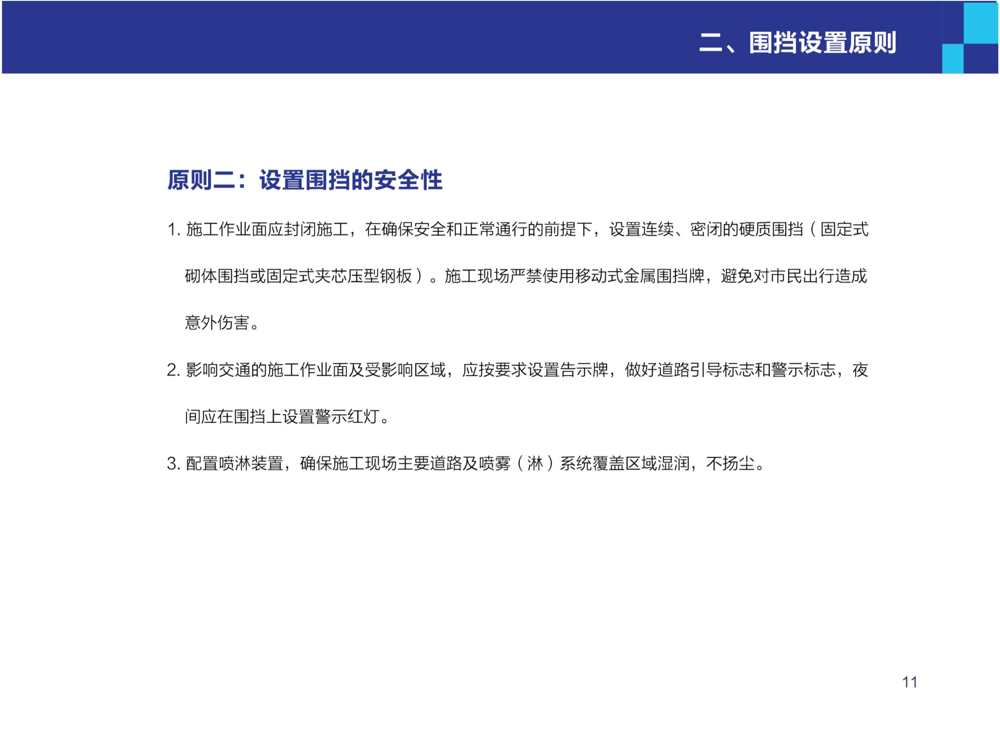 二、围挡设置原则
原则二：设置围挡的安全性
1. 施工作业面应封闭施工，在确保安全和正常通行的前提下，设置连续、密闭的硬质围挡（固定式
砌体围挡或固定式夹芯压型钢板）。施工现场严禁使用移动式金属围挡牌，避免对市民出行造成
意外伤害。
2. 影响交通的施工作业面及受影响区域，应按要求设置告示牌，做好道路引导标志和警示标志，夜
间应在围挡上设置警示红灯。
3. 配置喷淋装置，确保施工现场主要道路及喷雾（淋）系统覆盖区域湿润，不扬尘。
11